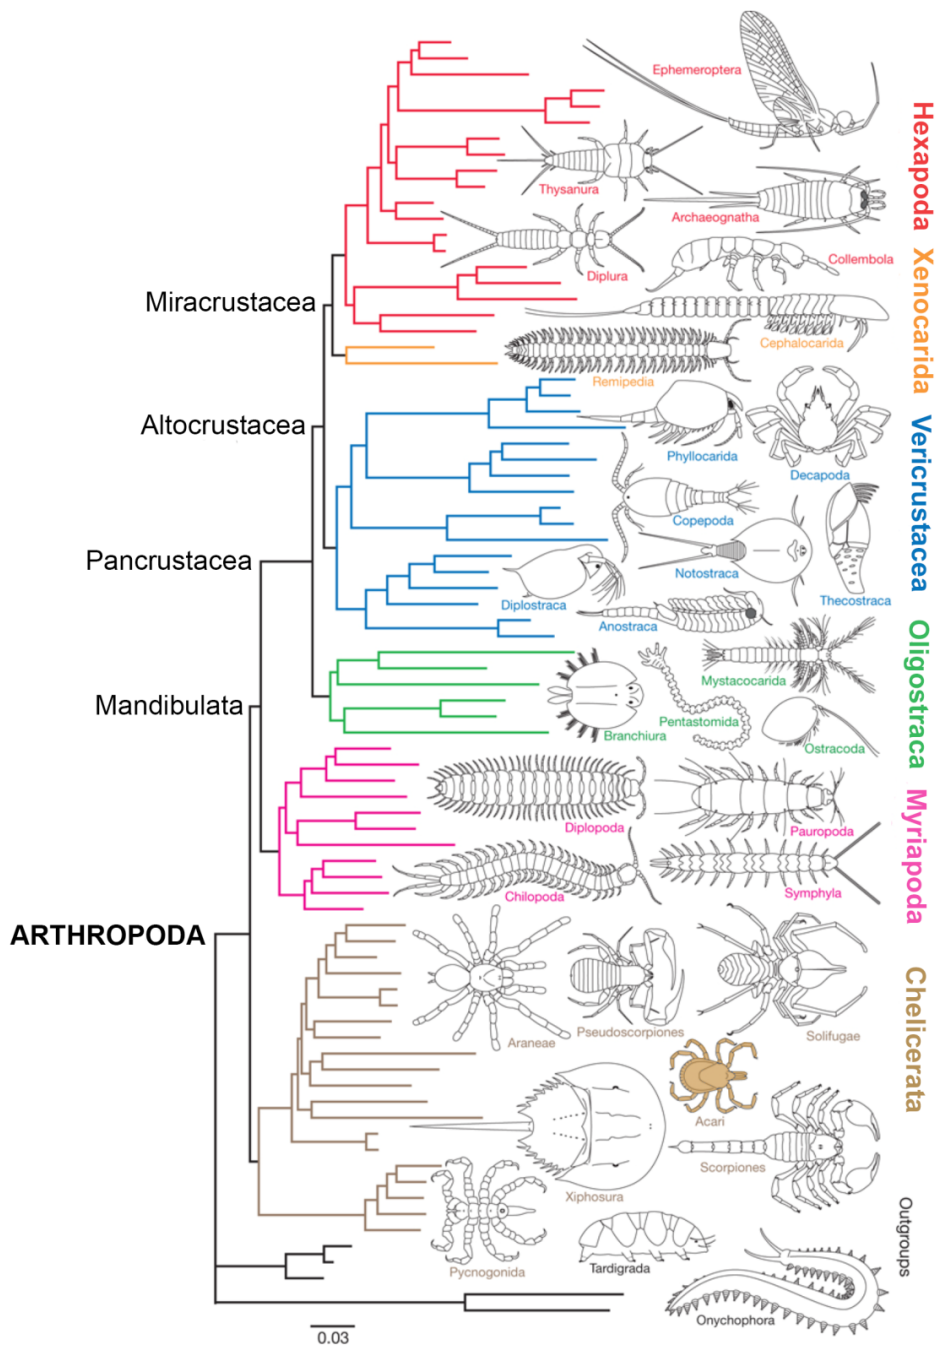 Ephemeroptera
Thysanura
Archaeognatha
Diplura
Collembola
Hexapoda
Miracrustacea
Cephalocarida
Remipedia
Xenocarida
Altocrustacea
Phyllocarida
Decapoda
Copepoda
Pancrustacea
Notostraca
Diplostraca
Thecostraca
Anostraca
Vericrustacea
Mandibulata
Mystacocarida
Pentastomida
Branchiura
Ostracoda
Oligostraca
Diplopoda
Pauropoda
Chilopoda
Symphyla
Myriapoda
ARTHROPODA
Araneae
Pseudoscorpiones
Solifugae
Acari
Scorpiones
Xiphosura
Pycnogonida
Chelicerata
Tardigrada
Onychophora
Outgroups
0.03